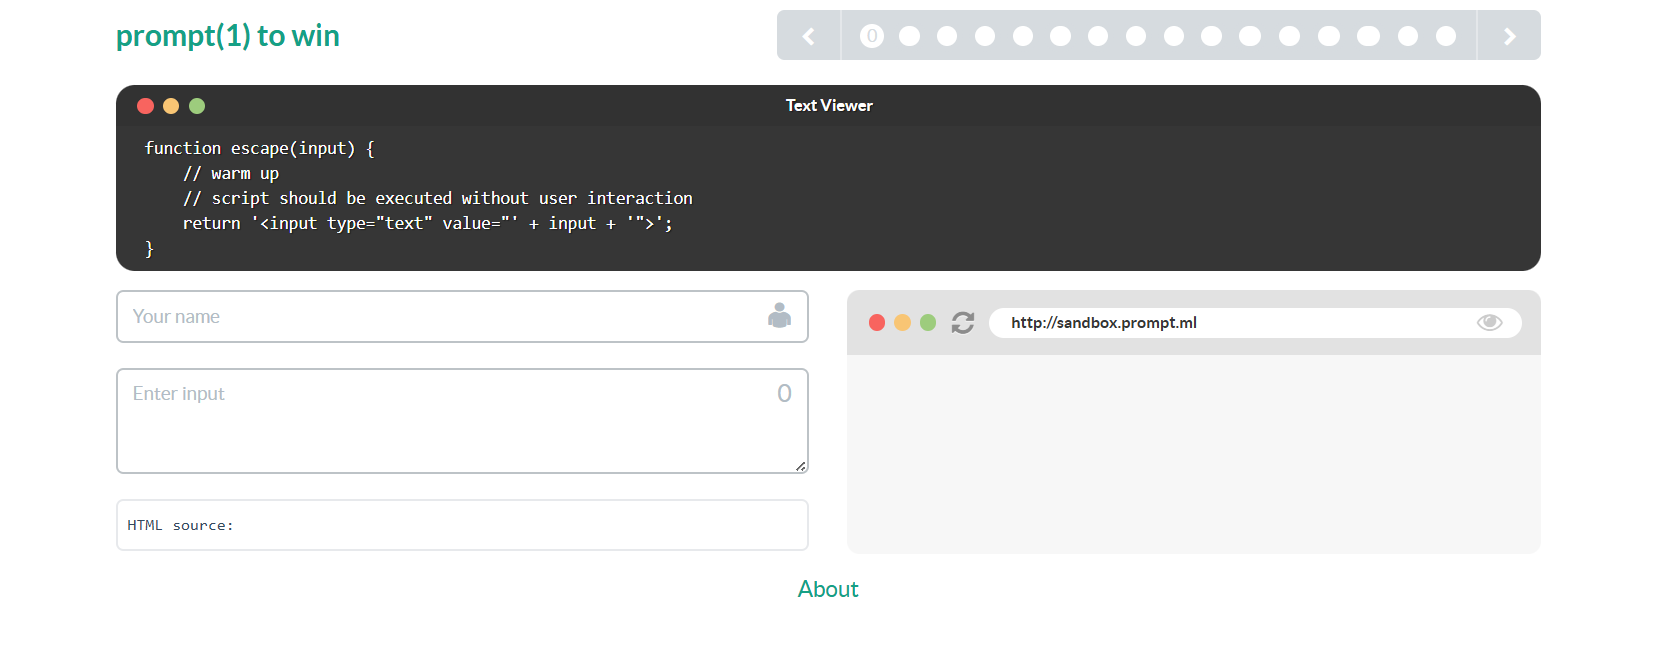 prompt(1) to win
0
Text Viewer
function escape(input) {
    // warm up
    // script should be executed without user interaction
    return '<input type="text" value="' + input + '">';
}
Your name
http://sandbox.prompt.ml
Enter input
0
HTML source:
About